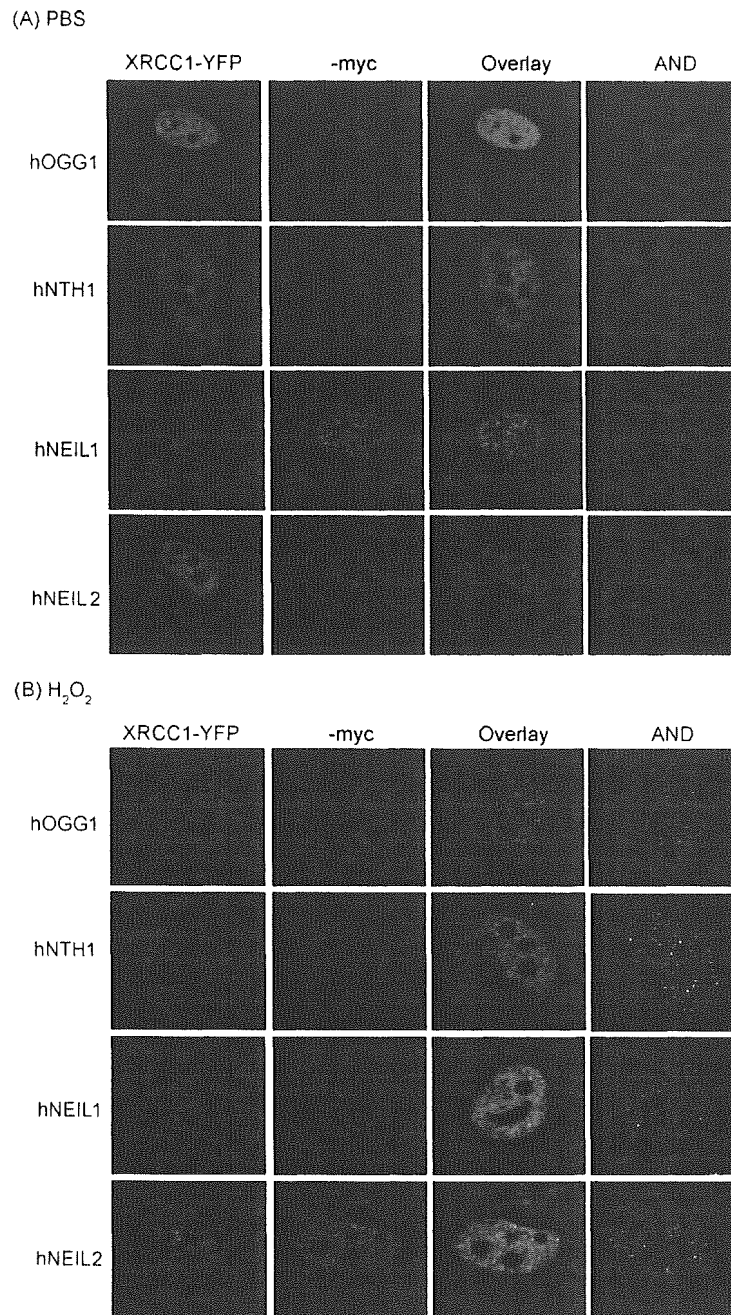 (A) PBS
XRCC1-YFP -myc Overlay AND
hOGG1
hNTH1
hNEIL1
hNEIL2
(B) H₂O₂
XRCC1-YFP -myc Overlay AND
hOGG1
hNTH1
hNEIL1
hNEIL2